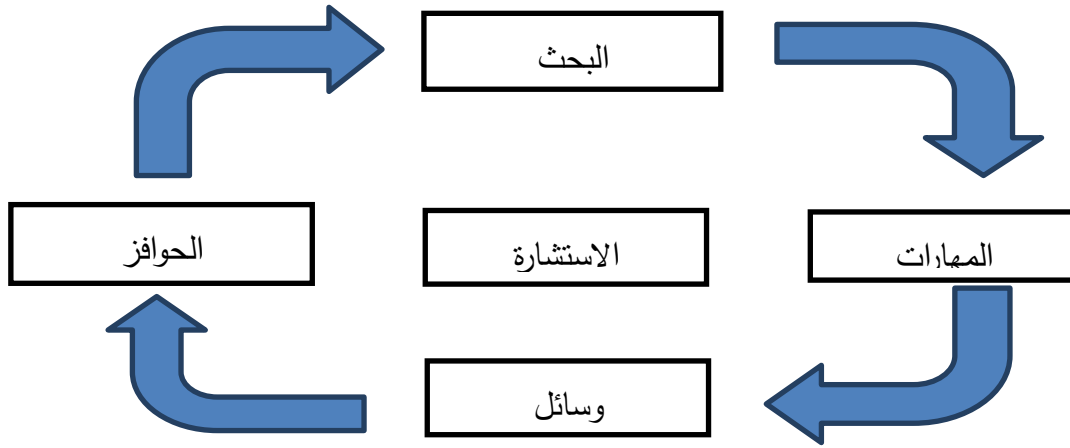 البحث
المهارات
الاستشارة
الحوافز
وسائل